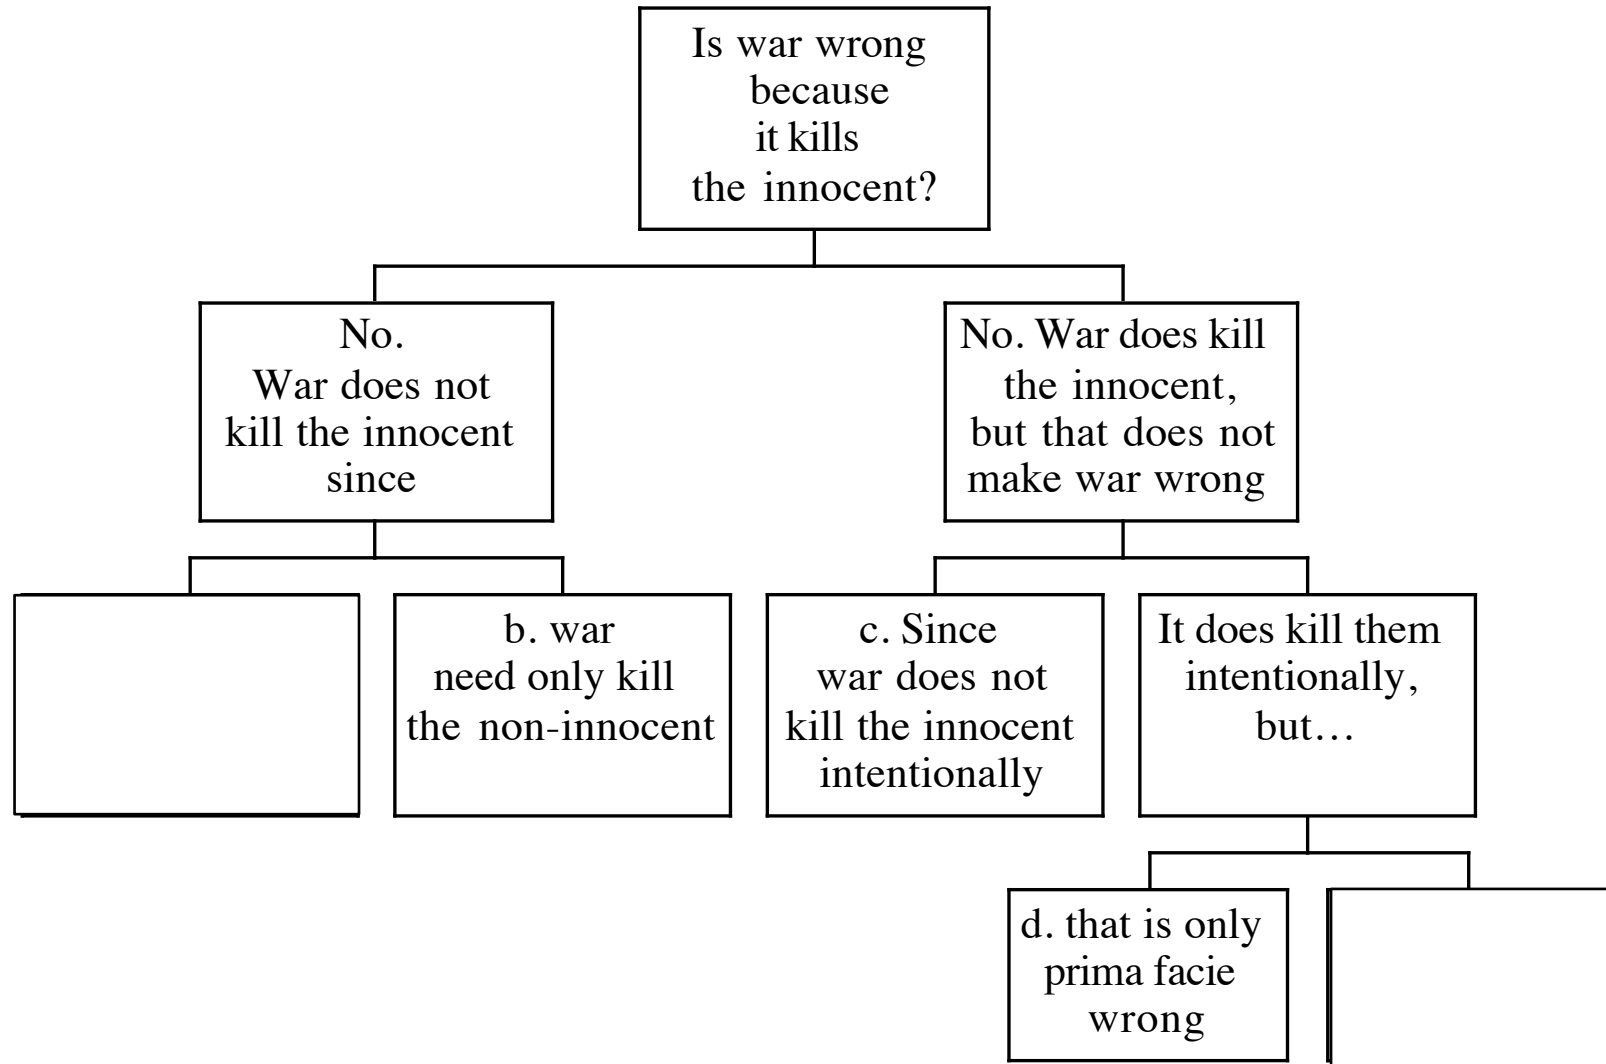 Is war wrong
because
it kills
the innocent?
No.
War does not
kill the innocent
since
No. War does kill
the innocent,
but that does not
make war wrong
b. war
need only kill
the non-innocent
c. Since
war does not
kill the innocent
intentionally
It does kill them
intentionally,
but…
d. that is only
prima facie
wrong